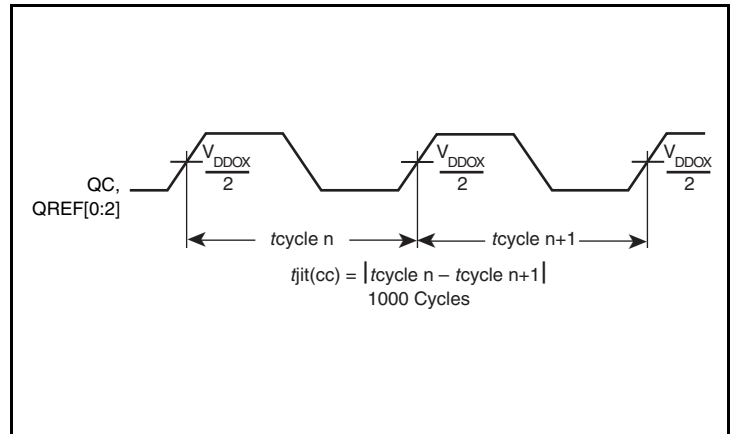 V_DDOX
2
V_DDOX
2
V_DDOX
2
QC,
QREF[0:2]
tcycle n
tcycle n+1
tjit(cc) = |tcycle n – tcycle n+1|
1000 Cycles